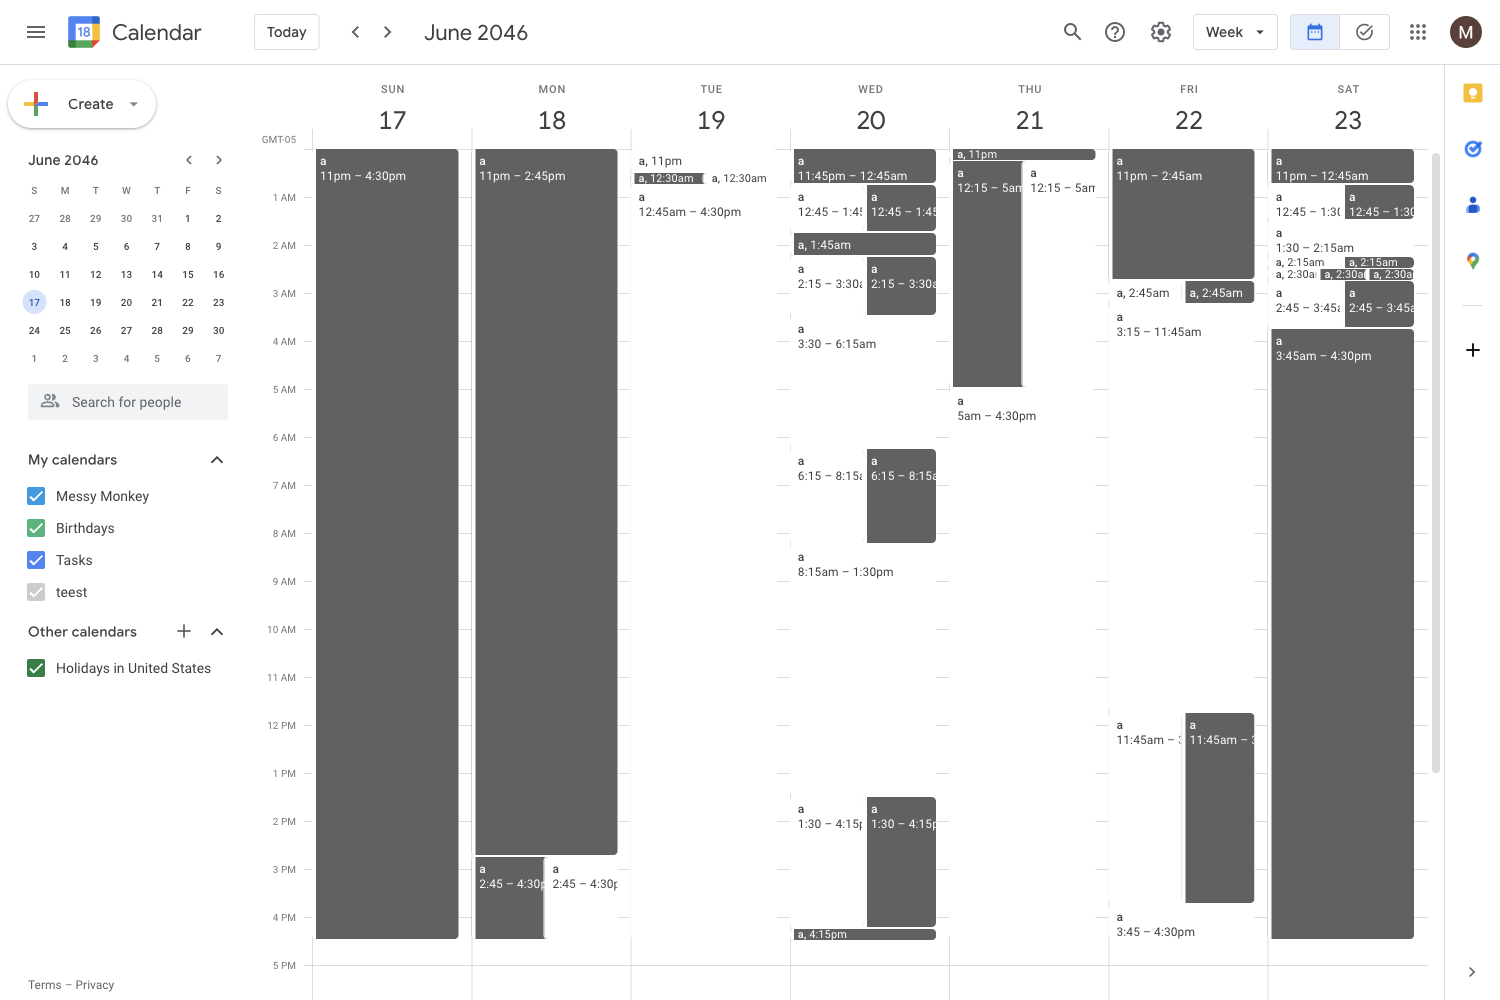 18
Calendar
Today
June 2046
Week
M
Create
June 2046
S M T W T F S
27 28 29 30 31 1 2
3 4 5 6 7 8 9
10 11 12 13 14 15 16
17 18 19 20 21 22 23
24 25 26 27 28 29 30
1 2 3 4 5 6 7
Search for people
My calendars
Messy Monkey
Birthdays
Tasks
teest
Other calendars
Holidays in United States
Terms – Privacy
GMT-05
1 AM
2 AM
3 AM
4 AM
5 AM
6 AM
7 AM
8 AM
9 AM
10 AM
11 AM
12 PM
1 PM
2 PM
3 PM
4 PM
5 PM
SUN
17
a
11pm – 4:30pm
MON
18
a
11pm – 2:45pm
a
2:45 – 4:30p
a
2:45 – 4:30p
TUE
19
a, 11pm
a, 12:30am
a, 12:30am
a
12:45am – 4:30pm
WED
20
a
11:45pm – 12:45am
a
12:45 – 1:45
a
12:45 – 1:45
a, 1:45am
a
2:15 – 3:30a
a
2:15 – 3:30a
a
3:30 – 6:15am
a
6:15 – 8:15a
a
6:15 – 8:15a
a
8:15am – 1:30pm
a
1:30 – 4:15p
a
1:30 – 4:15p
a, 4:15pm
THU
21
a, 11pm
a
12:15 – 5am
a
12:15 – 5am
a
5am – 4:30pm
FRI
22
a
11pm – 2:45am
a, 2:45am
a, 2:45am
a
3:15 – 11:45am
a
11:45am – 3
a
11:45am – 3
a
3:45 – 4:30pm
SAT
23
a
11pm – 12:45am
a
12:45 – 1:30
a
12:45 – 1:30
a
1:30 – 2:15am
a, 2:15am
a, 2:15am
a, 2:30a
a, 2:30a
a, 2:30a
a
2:45 – 3:45a
a
2:45 – 3:45a
a
3:45am – 4:30pm